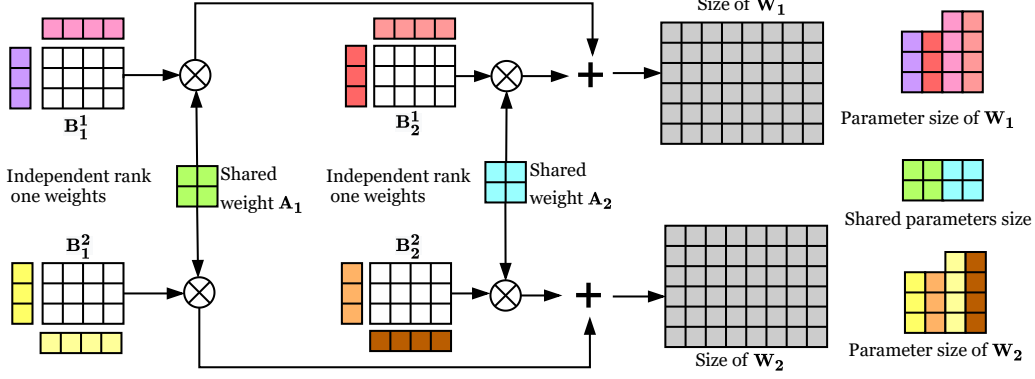 Size of W₁
B₁¹
B₂¹
Parameter size of W₁
Independent rank
one weights
Shared
weight A₁
Independent rank
one weights
Shared
weight A₂
Shared parameters size
B₁²
B₂²
Size of W₂
Parameter size of W₂